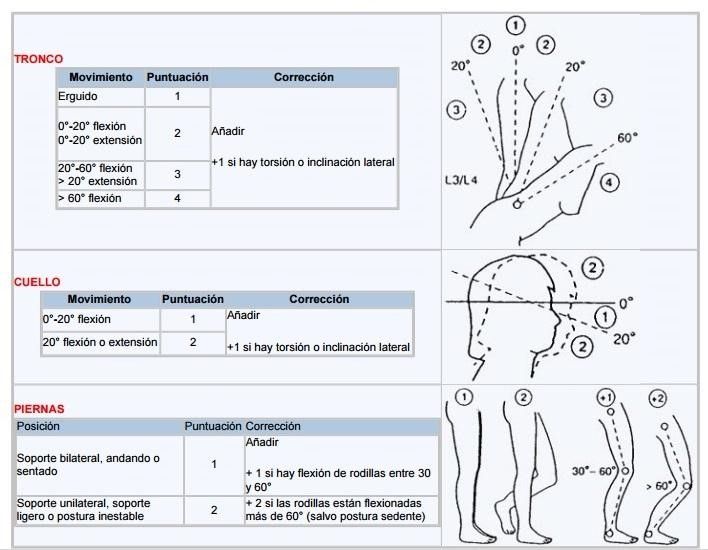 TRONCO
Movimiento Puntuación Corrección
Erguido 1
0°-20° flexión
0°-20° extensión
2
Añadir
+1 si hay torsión o inclinación lateral
20°-60° flexión
> 20° extensión
3
> 60° flexión 4
1
2 0° 2
20° 20°
3 3
60°
L3/L4 4
CUELLO
Movimiento Puntuación Corrección
0°-20° flexión 1
Añadir
20° flexión o extensión 2
+1 si hay torsión o inclinación lateral
2
0°
1
20°
2
PIERNAS
Posición Puntuación Corrección
Soporte bilateral, andando o
sentado
1
Añadir
+ 1 si hay flexión de rodillas entre 30
y 60°
Soporte unilateral, soporte
ligero o postura inestable
2
+ 2 si las rodillas están flexionadas
más de 60° (salvo postura sedente)
1 2 +1 +2
30°- 60°
> 60°